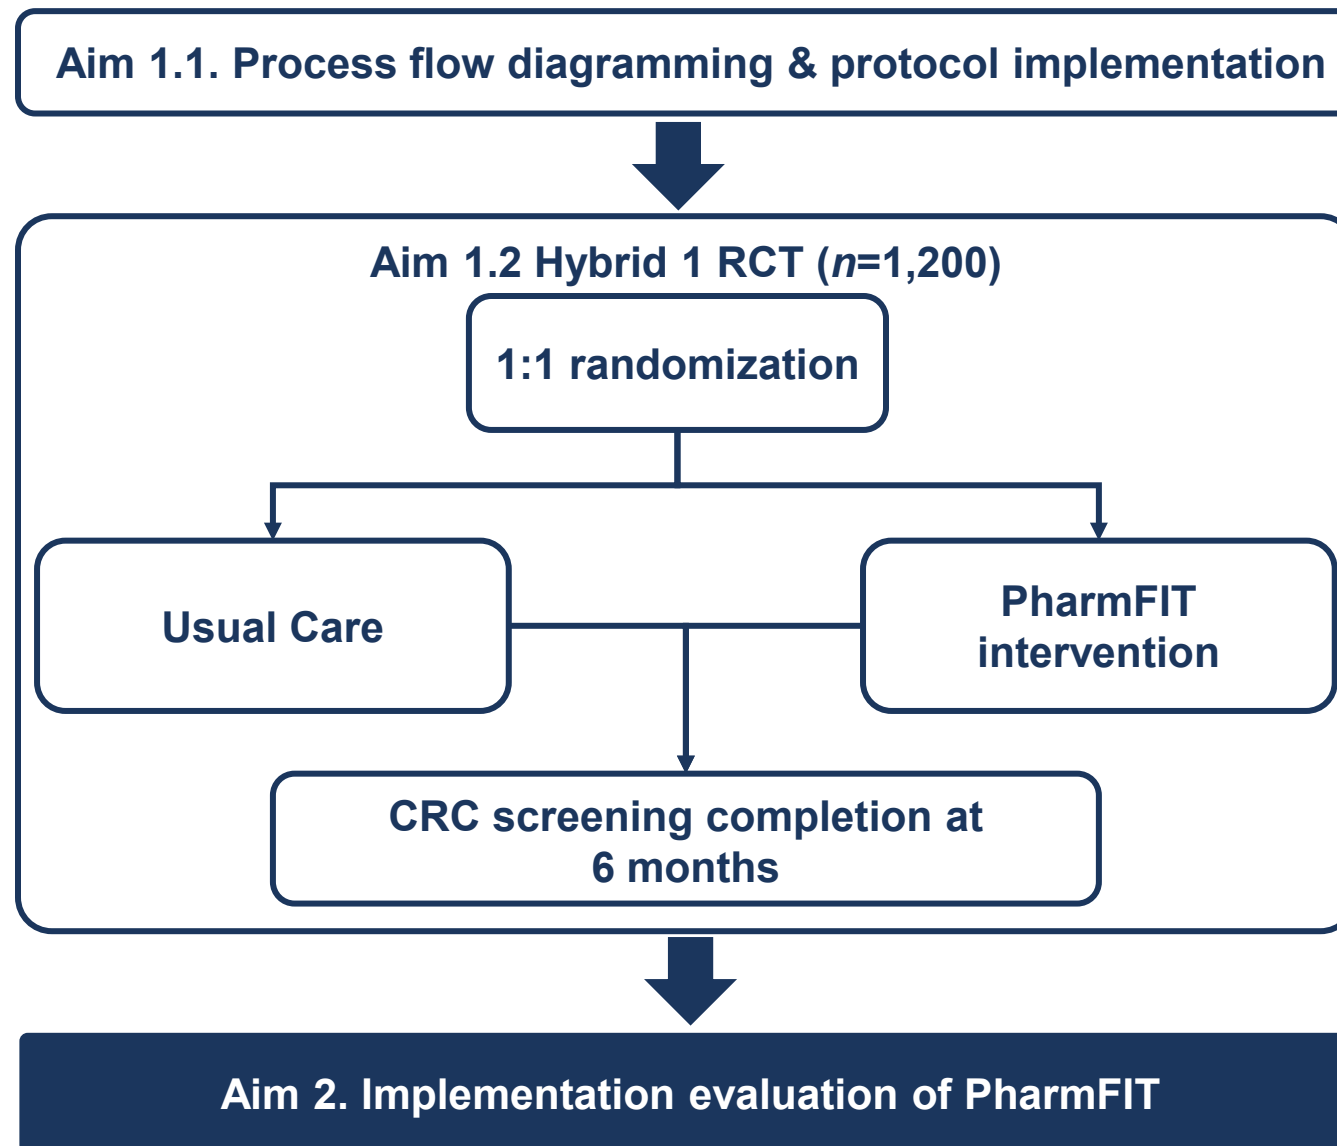 Aim 1.1. Process flow diagramming & protocol implementation
Aim 1.2 Hybrid 1 RCT (n=1,200)
1:1 randomization
Usual Care
PharmFIT
intervention
CRC screening completion at
6 months
Aim 2. Implementation evaluation of PharmFIT